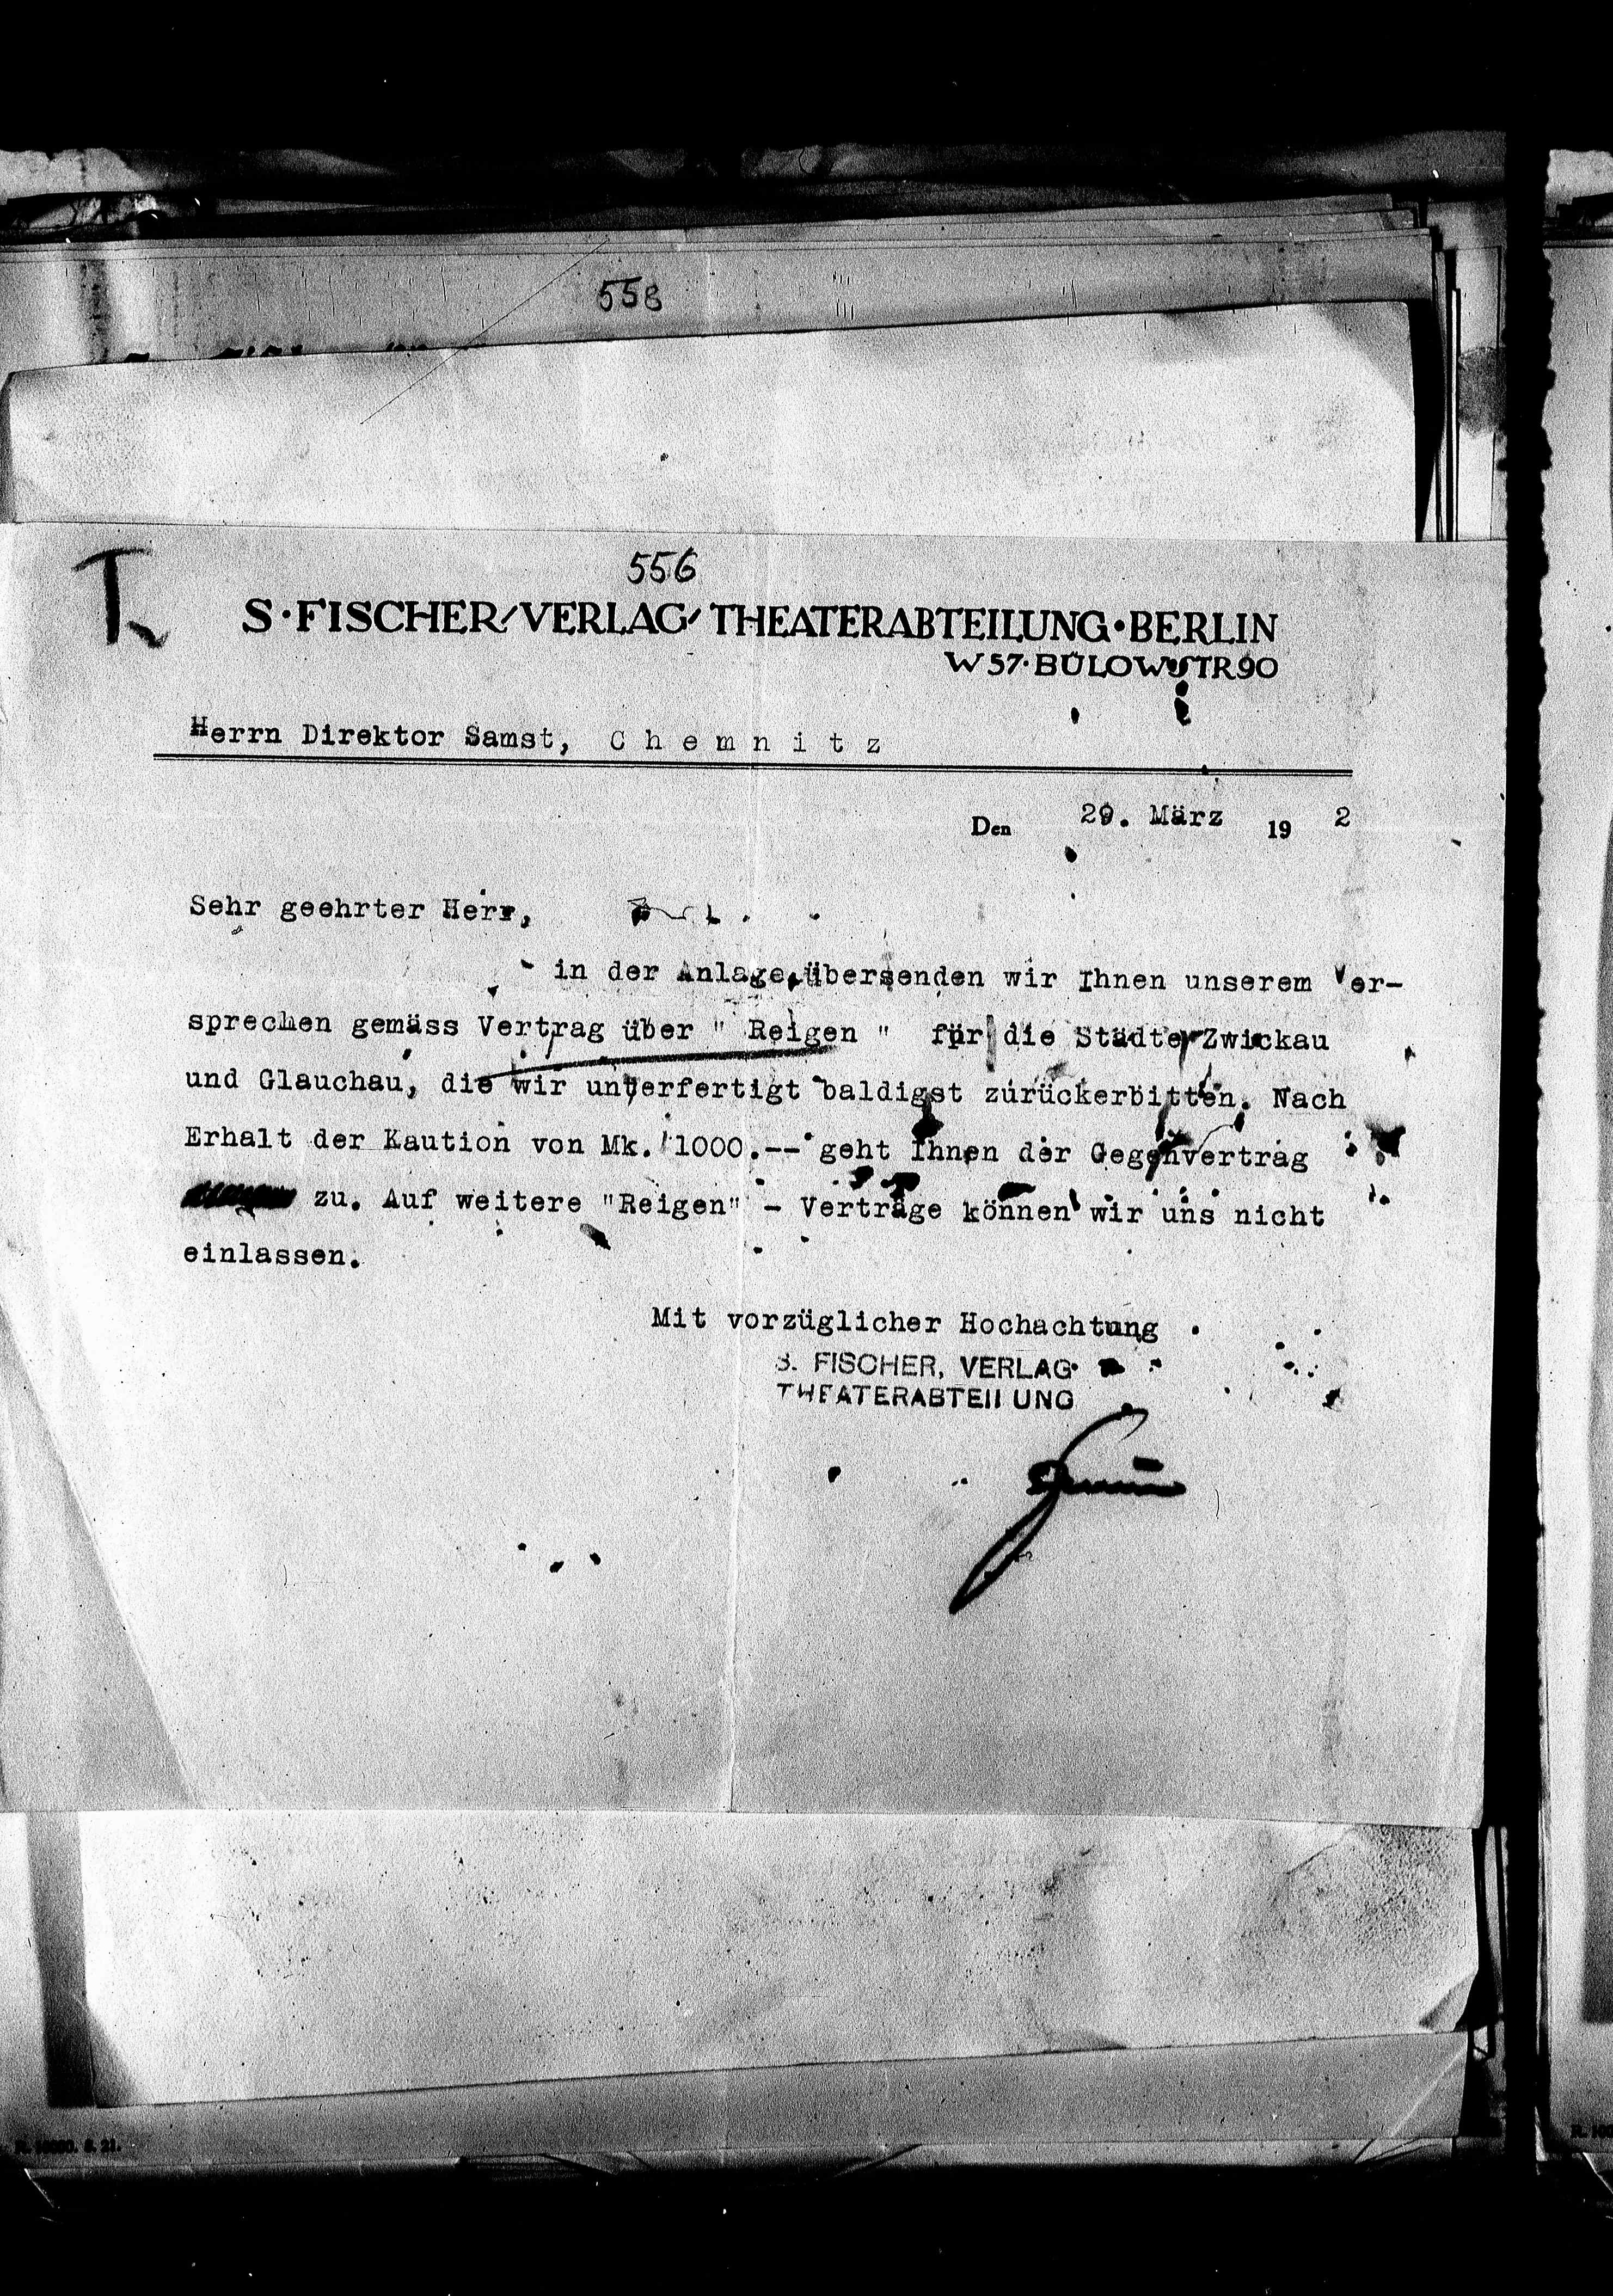 558
556
S·FISCHER/VERLAG/THEATERABTEILUNG·BERLIN
W 57·BÜLOWSTR 90
Herrn Direktor Samst, C h e m n i t z
Den 29. März 19 2
Sehr geehrter Herr,
in der Anlage übersenden wir Ihnen unserem Ver-
sprechen gemäss Vertrag über " Reigen " für die Städte Zwickau
und Glauchau, die wir unterfertigt baldigst zurückerbitten. Nach
Erhalt der Kaution von Mk. 1000.-- geht Ihnen der Gegenvertrag
zu. Auf weitere "Reigen" - Verträge können wir uns nicht
einlassen.
Mit vorzüglicher Hochachtung
S. FISCHER, VERLAG
THEATERABTEILUNG